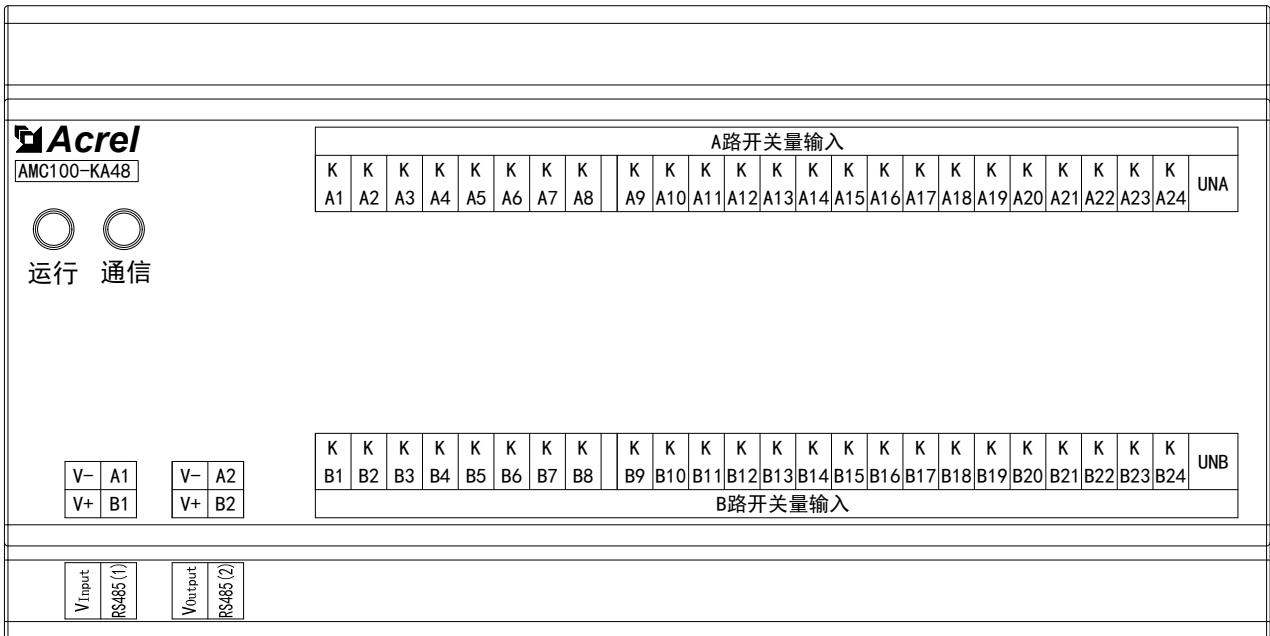 Acrel
AMC100-KA48
运行 通信
A路开关量输入
K K K K K K K K K K K K K K K K K K K K K K K K
A1 A2 A3 A4 A5 A6 A7 A8 A9 A10 A11 A12 A13 A14 A15 A16 A17 A18 A19 A20 A21 A22 A23 A24 UNA
K K K K K K K K K K K K K K K K K K K K K K K K
B1 B2 B3 B4 B5 B6 B7 B8 B9 B10 B11 B12 B13 B14 B15 B16 B17 B18 B19 B20 B21 B22 B23 B24 UNB
B路开关量输入
V- A1
V+ B1
V- A2
V+ B2
VInput
RS485(1)
VOutput
RS485(2)